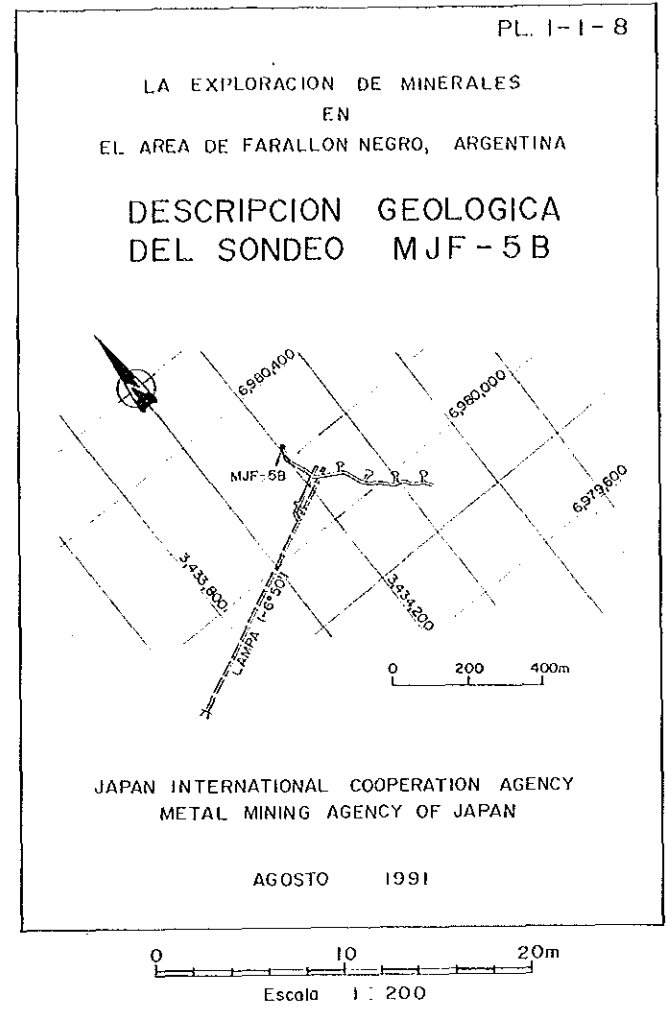 PL. I-I-8
LA EXPLORACION DE MINERALES
EN
EL AREA DE FARALLON NEGRO, ARGENTINA
DESCRIPCION GEOLOGICA
DEL SONDEO MJF-5B
6,980,400
6,980,000
MJF-5B
6,979,600
3,433,800
3,434,200
LAMPA (-6°50')
0 200 400m
JAPAN INTERNATIONAL COOPERATION AGENCY
METAL MINING AGENCY OF JAPAN
AGOSTO 1991
0 10 20m
Escala 1:200